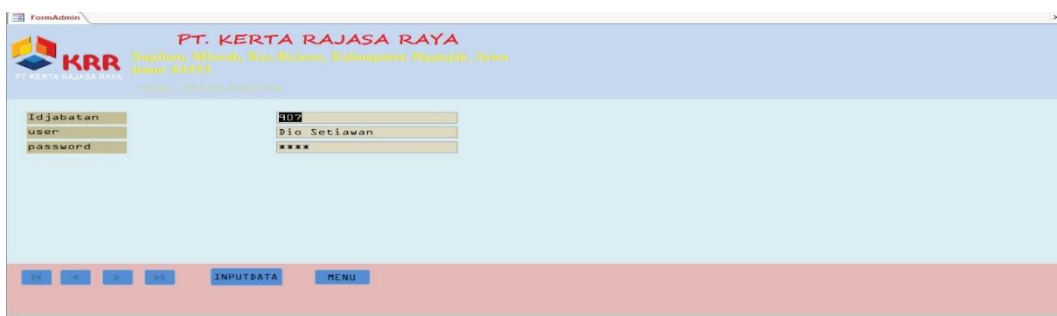 FormAdmin
PT. KERTA RAJASA RAYA
KRR
PT KERTA RAJASA RAYA
Idjabatan 907
user Dio Setiawan
password ****
INPUTDATA MENU